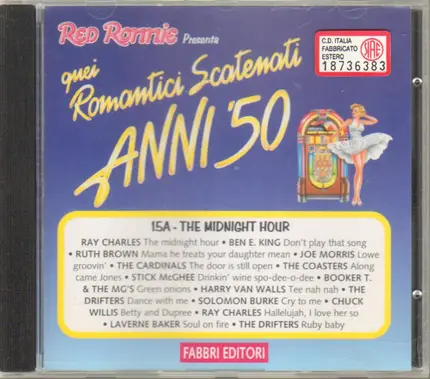 RED RONNIE Presenta
C.D. ITALIA
FABBRICATO
ESTERO
SIAE
18736383
quei
Romantici Scatenati
ANNI '50
15A - THE MIDNIGHT HOUR
RAY CHARLES The midnight hour • BEN E. KING Don't play that song
• RUTH BROWN Mama he treats your daughter mean • JOE MORRIS Lowe
groovin' • THE CARDINALS The door is still open • THE COASTERS Along
came Jones • STICK McGHEE Drinkin' wine spo-dee-o-dee • BOOKER T.
& THE MG'S Green onions • HARRY VAN WALLS Tee nah nah • THE
DRIFTERS Dance with me • SOLOMON BURKE Cry to me • CHUCK
WILLIS Betty and Dupree • RAY CHARLES Hallelujah, I love her so
• LAVERNE BAKER Soul on fire • THE DRIFTERS Ruby baby
FABBRI EDITORI